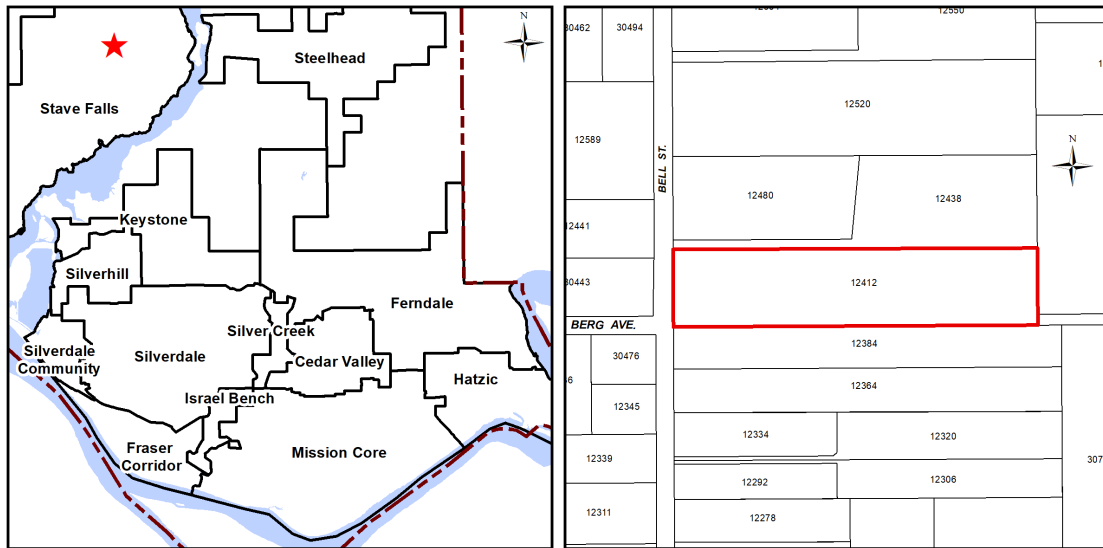 N
Steelhead
Stave Falls
Keystone
Silverhill
Ferndale
Silver Creek
Silverdale
Community
Silverdale
Cedar Valley
Hatzic
Israel Bench
Fraser
Corridor
Mission Core
12550
30462
30494
12520
12589
N
BELL ST.
12480
12438
12441
30443
12412
BERG AVE.
12384
30476
12364
12345
12334
12320
12339
307
12292
12306
12311
12278